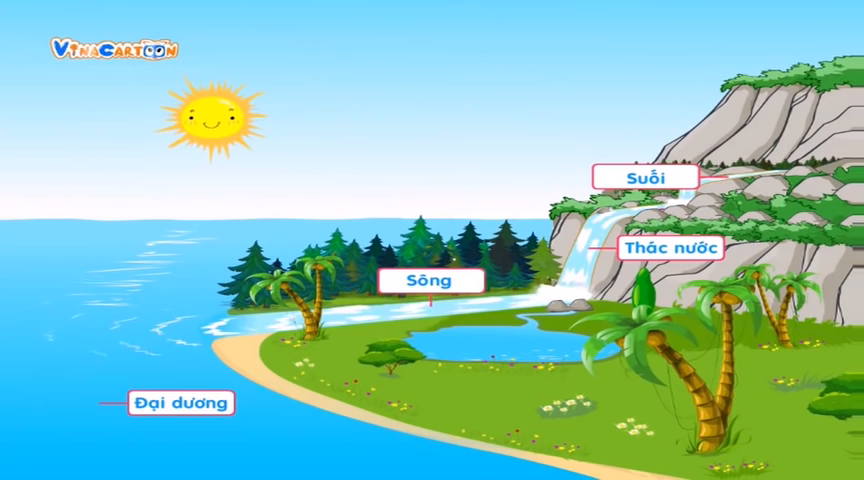 VINACARTOON
Suối
Thác nước
Sông
Đại dương